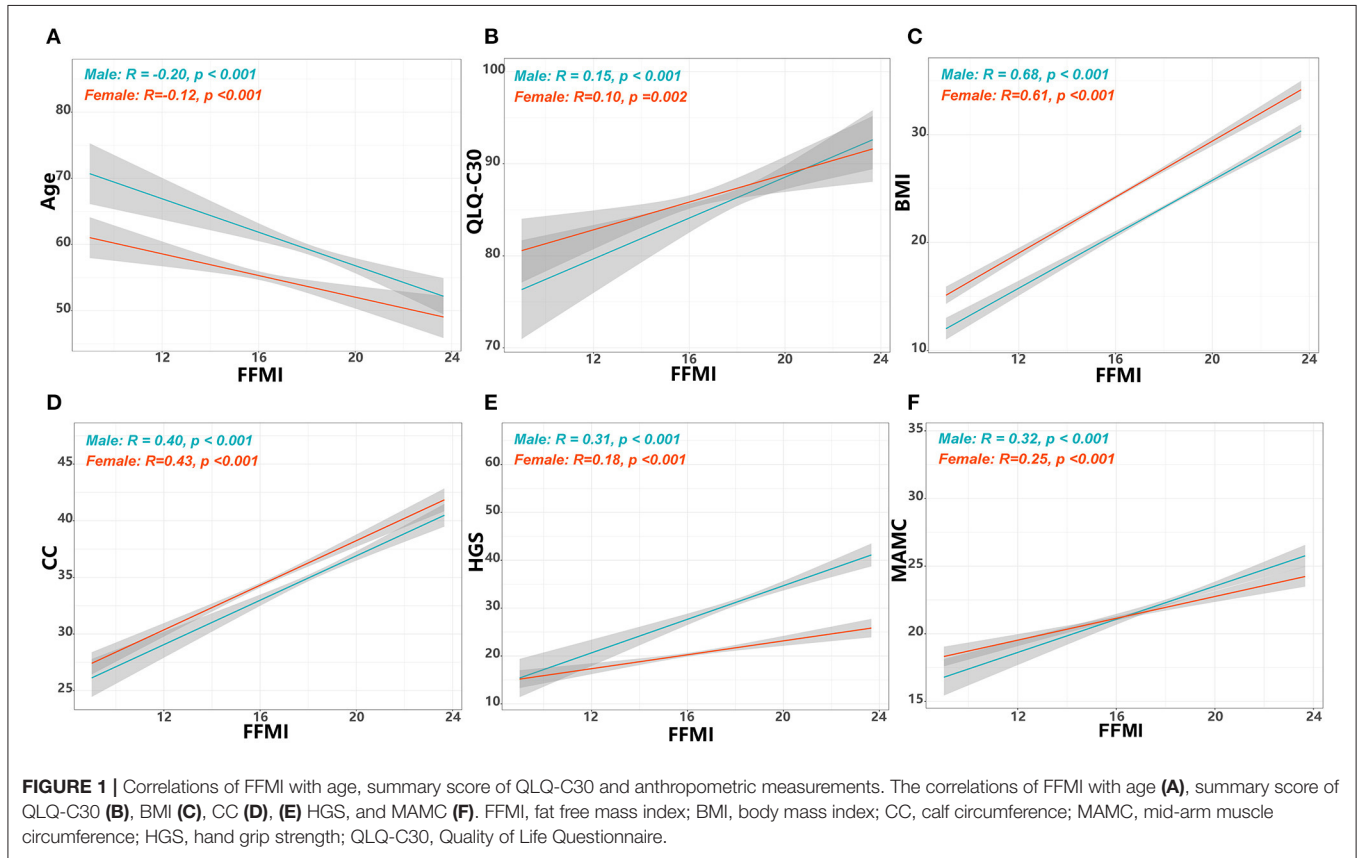 A
Male: R = -0.20, p < 0.001
Female: R=-0.12, p <0.001
Age
80
70
60
50
12
16
20
24
FFMI
B
Male: R = 0.15, p < 0.001
Female: R=0.10, p =0.002
QLQ-C30
100
90
80
70
12
16
20
24
FFMI
C
Male: R = 0.68, p < 0.001
Female: R=0.61, p <0.001
BMI
30
20
10
12
16
20
24
FFMI
D
Male: R = 0.40, p < 0.001
Female: R=0.43, p <0.001
CC
45
40
35
30
25
12
16
20
24
FFMI
E
Male: R = 0.31, p < 0.001
Female: R=0.18, p <0.001
HGS
60
50
40
30
20
10
12
16
20
24
FFMI
F
Male: R = 0.32, p < 0.001
Female: R=0.25, p <0.001
MAMC
35
30
25
20
15
12
16
20
24
FFMI
FIGURE 1 | Correlations of FFMI with age, summary score of QLQ-C30 and anthropometric measurements. The correlations of FFMI with age (A), summary score of
QLQ-C30 (B), BMI (C), CC (D), (E) HGS, and MAMC (F). FFMI, fat free mass index; BMI, body mass index; CC, calf circumference; MAMC, mid-arm muscle
circumference; HGS, hand grip strength; QLQ-C30, Quality of Life Questionnaire.